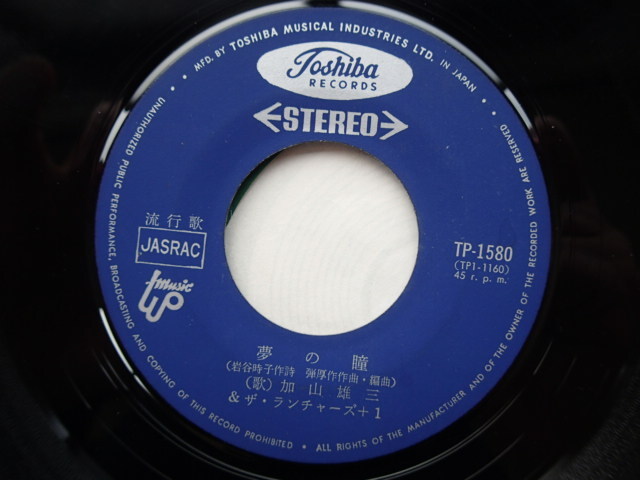 MFD. BY TOSHIBA MUSICAL INDUSTRIES LTD. IN JAPAN
Toshiba
RECORDS
STEREO
流行歌
JASRAC
music
TP-1580
(TP1-1160)
45 r.p.m.
夢の瞳
(岩谷時子作詩 弾厚作作曲・編曲)
(歌)加山雄三
&ザ・ランチャーズ+1
UNAUTHORIZED PUBLIC PERFORMANCE, BROADCASTING AND COPYING OF THIS RECORD PROHIBITED • ALL RIGHTS OF THE MANUFACTURER AND OF THE OWNER OF THE RECORDED WORK ARE RESERVED